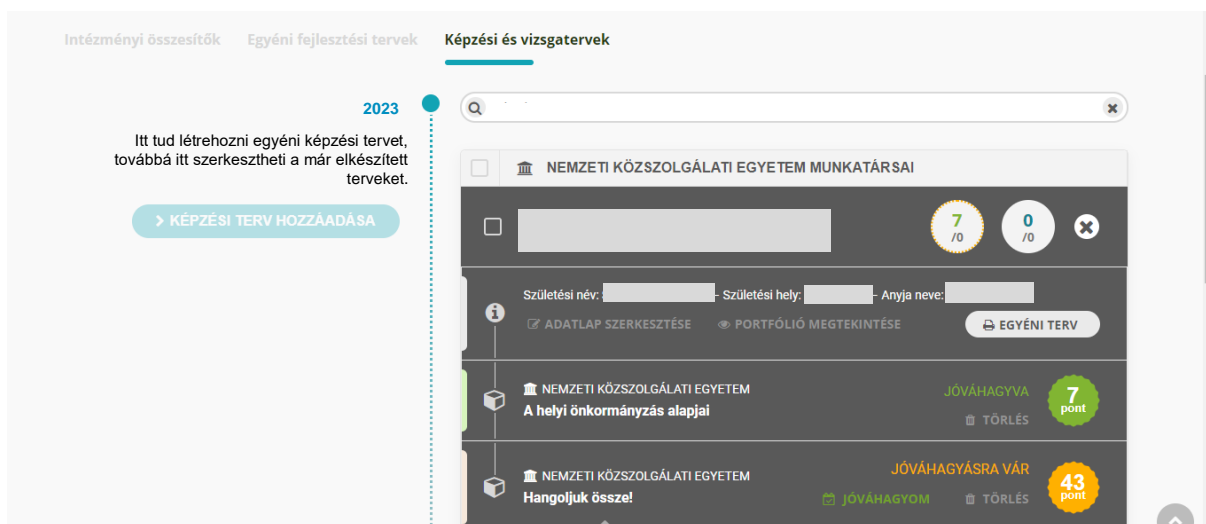 Intézményi összesítők Egyéni fejlesztési tervek Képzési és vizsgatervek
2023
Itt tud létrehozni egyéni képzési tervet,
továbbá itt szerkesztheti a már elkészített
terveket.
KÉPZÉSI TERV HOZZÁADÁSA
NEMZETI KÖZSZOLGÁLATI EGYETEM MUNKATÁRSAI
7
/0
0
/0
Születési név: - Születési hely: - Anyja neve:
ADATLAP SZERKESZTÉSE PORTFÓLIÓ MEGTEKINTÉSE EGYÉNI TERV
NEMZETI KÖZSZOLGÁLATI EGYETEM
A helyi önkormányzás alapjai
JÓVÁHAGYVA
TÖRLÉS
7
pont
NEMZETI KÖZSZOLGÁLATI EGYETEM
Hangoljuk össze!
JÓVÁHAGYÁSRA VÁR
JÓVÁHAGYOM TÖRLÉS
43
pont